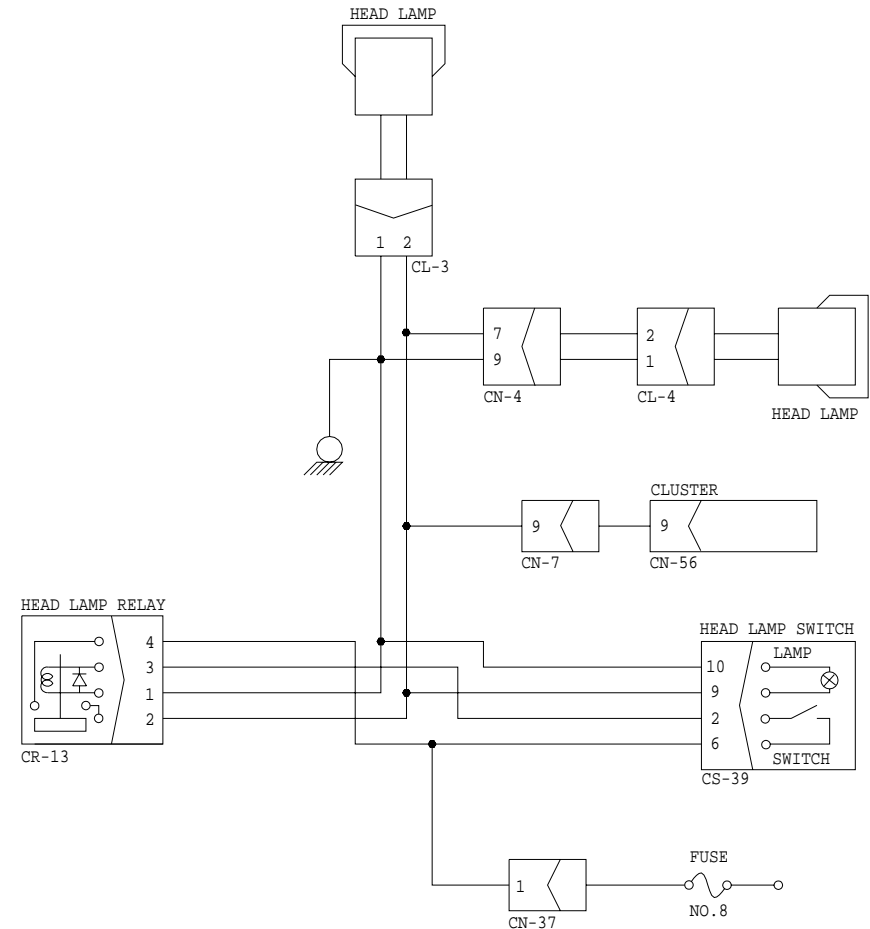 HEAD LAMP
1 2
CL-3
7
9
CN-4
2
1
CL-4
HEAD LAMP
CLUSTER
9
CN-7
9
CN-56
HEAD LAMP RELAY
4
3
1
2
CR-13
HEAD LAMP SWITCH
LAMP
10
9
2
6
SWITCH
CS-39
FUSE
1
NO.8
CN-37